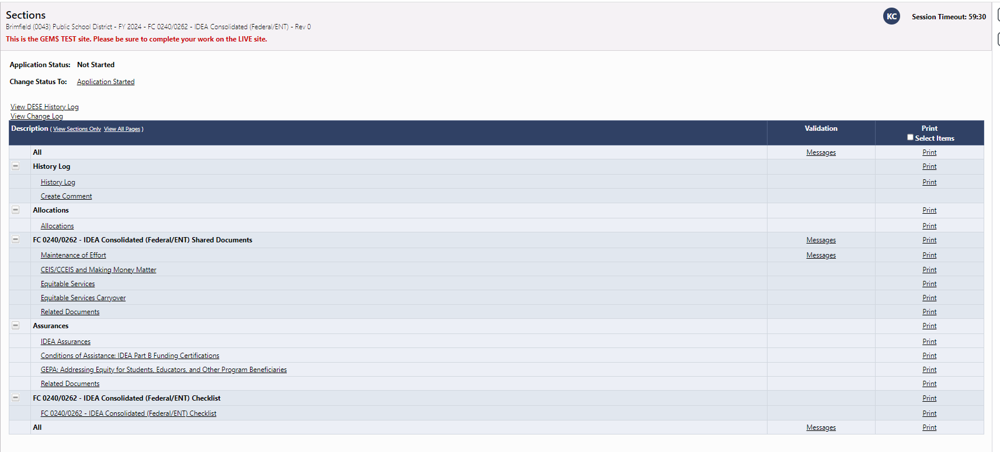 Sections
Brimfield (0043) Public School District - FY 2024 - FC 0240/0262 - IDEA Consolidated (Federal/ENT) - Rev 0
This is the GEM$ TEST site. Please be sure to complete your work on the LIVE site.
KC
Session Timeout: 59:30
Application Status: Not Started
Change Status To: Application Started
View DESE History Log
View Change Log
Description ( View Sections Only View All Pages ) Validation Print
Select Items
All Messages Print
History Log Print
History Log Print
Create Comment
Allocations Print
Allocations Print
FC 0240/0262 - IDEA Consolidated (Federal/ENT) Shared Documents Messages Print
Maintenance of Effort Messages Print
CEIS/CCEIS and Making Money Matter Print
Equitable Services Print
Equitable Services Carryover Print
Related Documents Print
Assurances Print
IDEA Assurances Print
Conditions of Assistance: IDEA Part B Funding Certifications Print
GEPA: Addressing Equity for Students, Educators, and Other Program Beneficiaries Print
Related Documents Print
FC 0240/0262 - IDEA Consolidated (Federal/ENT) Checklist Print
FC 0240/0262 - IDEA Consolidated (Federal/ENT) Checklist Print
All Messages Print